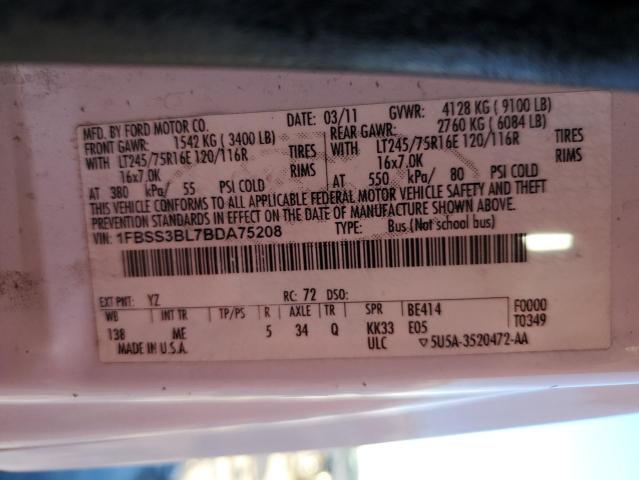 MFD. BY FORD MOTOR CO. DATE: 03/11 GVWR: 4128 KG ( 9100 LB)
FRONT GAWR: 1542 KG ( 3400 LB) REAR GAWR: 2760 KG ( 6084 LB)
WITH LT245/75R16E 120/116R TIRES WITH LT245/75R16E 120/116R TIRES
16x7.0K RIMS 16x7.0K RIMS
AT 380 kPa/ 55 PSI COLD AT 550 kPa/ 80 PSI COLD
THIS VEHICLE CONFORMS TO ALL APPLICABLE FEDERAL MOTOR VEHICLE SAFETY AND THEFT
PREVENTION STANDARDS IN EFFECT ON THE DATE OF MANUFACTURE SHOWN ABOVE.
VIN: 1FBSS3BL7BDA75208 TYPE: Bus (Not school bus)
EXT PNT: YZ RC: 72 DSO:
WB INT TR TP/PS R AXLE TR SPR BE414 F0000
138 ME 5 34 Q KK33 E05 T0349
MADE IN U.S.A. ULC ▽5U5A-3520472-AA